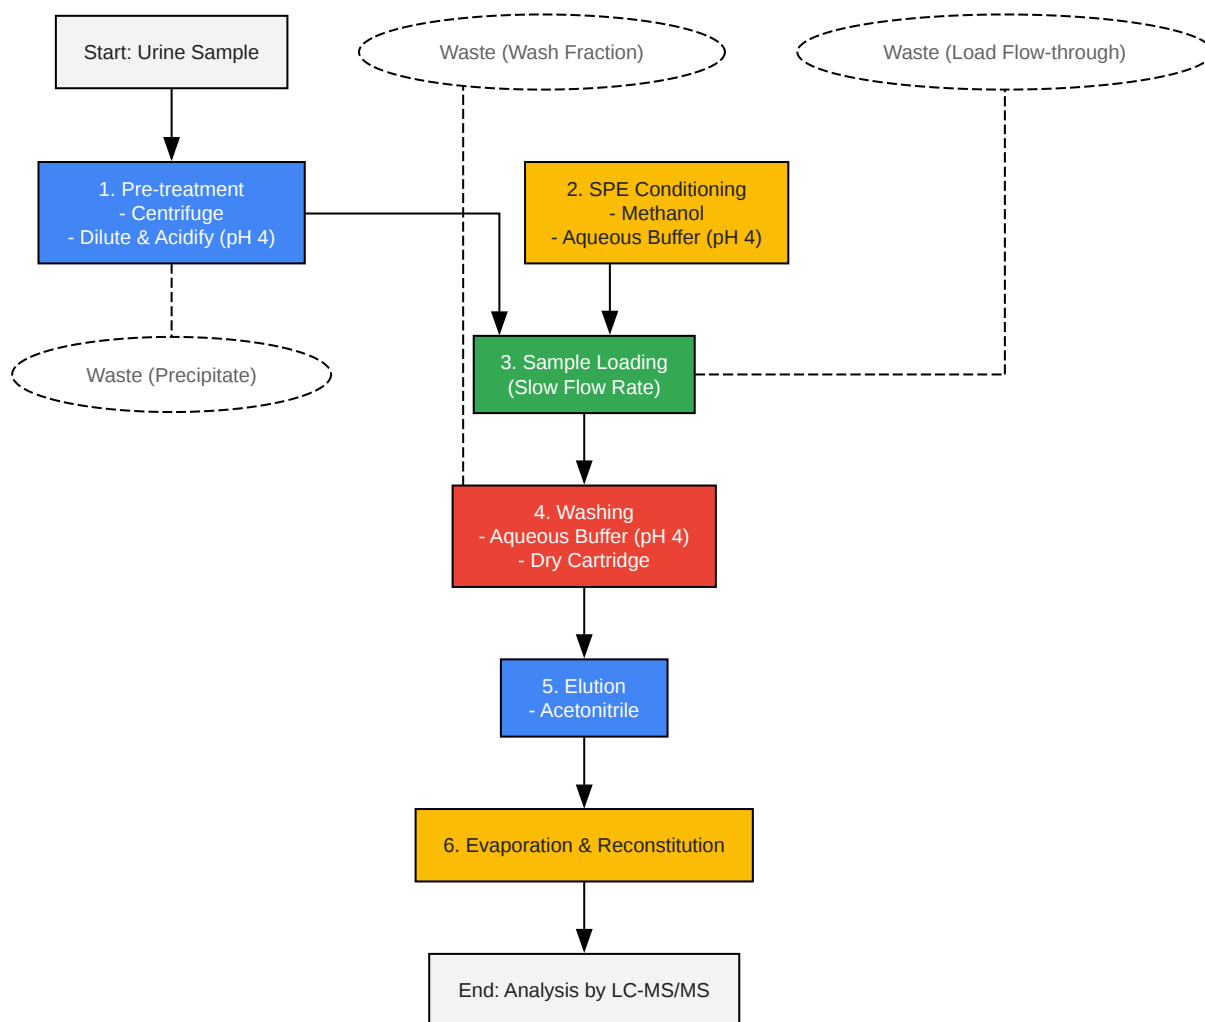 Start: Urine Sample
Waste (Wash Fraction)
Waste (Load Flow-through)
1. Pre-treatment
- Centrifuge
- Dilute & Acidify (pH 4)
2. SPE Conditioning
- Methanol
- Aqueous Buffer (pH 4)
Waste (Precipitate)
3. Sample Loading
(Slow Flow Rate)
4. Washing
- Aqueous Buffer (pH 4)
- Dry Cartridge
5. Elution
- Acetonitrile
6. Evaporation & Reconstitution
End: Analysis by LC-MS/MS